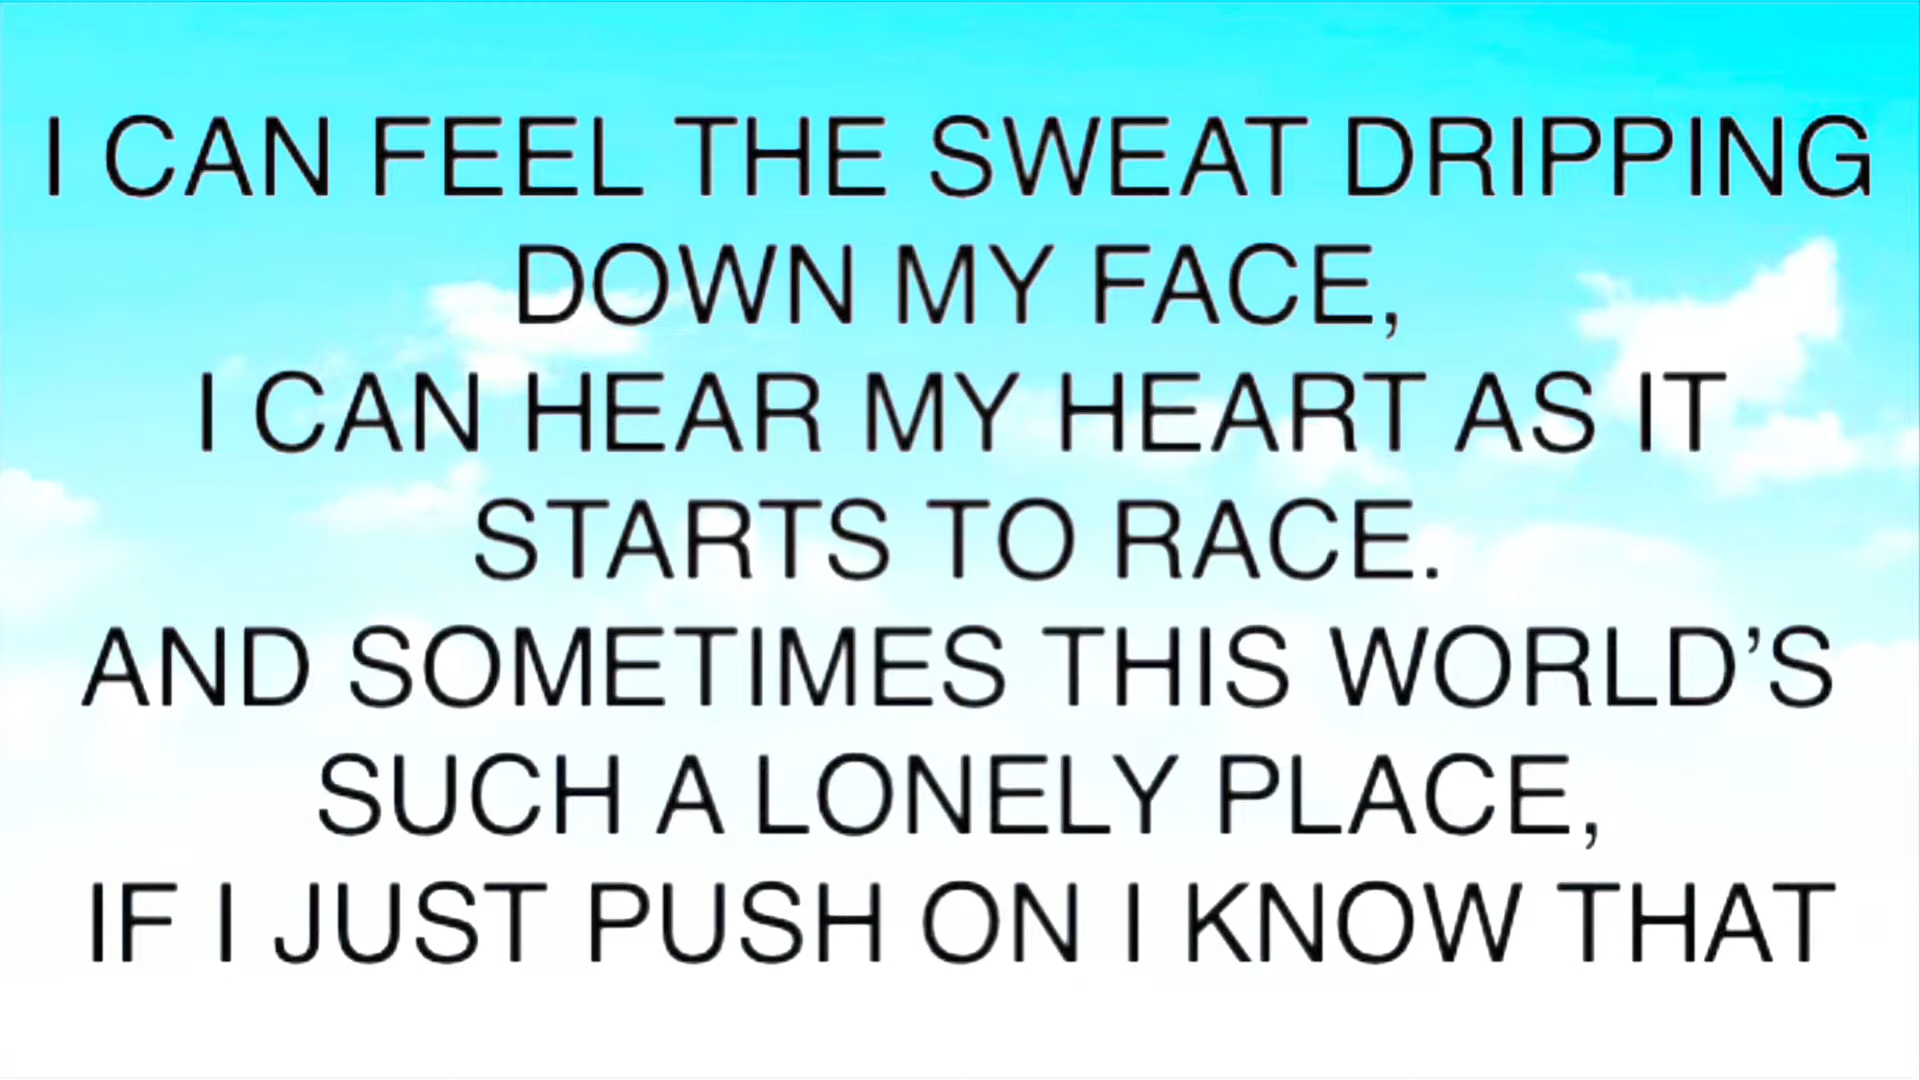 I CAN FEEL THE SWEAT DRIPPING
DOWN MY FACE,
I CAN HEAR MY HEART AS IT
STARTS TO RACE.
AND SOMETIMES THIS WORLD’S
SUCH A LONELY PLACE,
IF I JUST PUSH ON I KNOW THAT